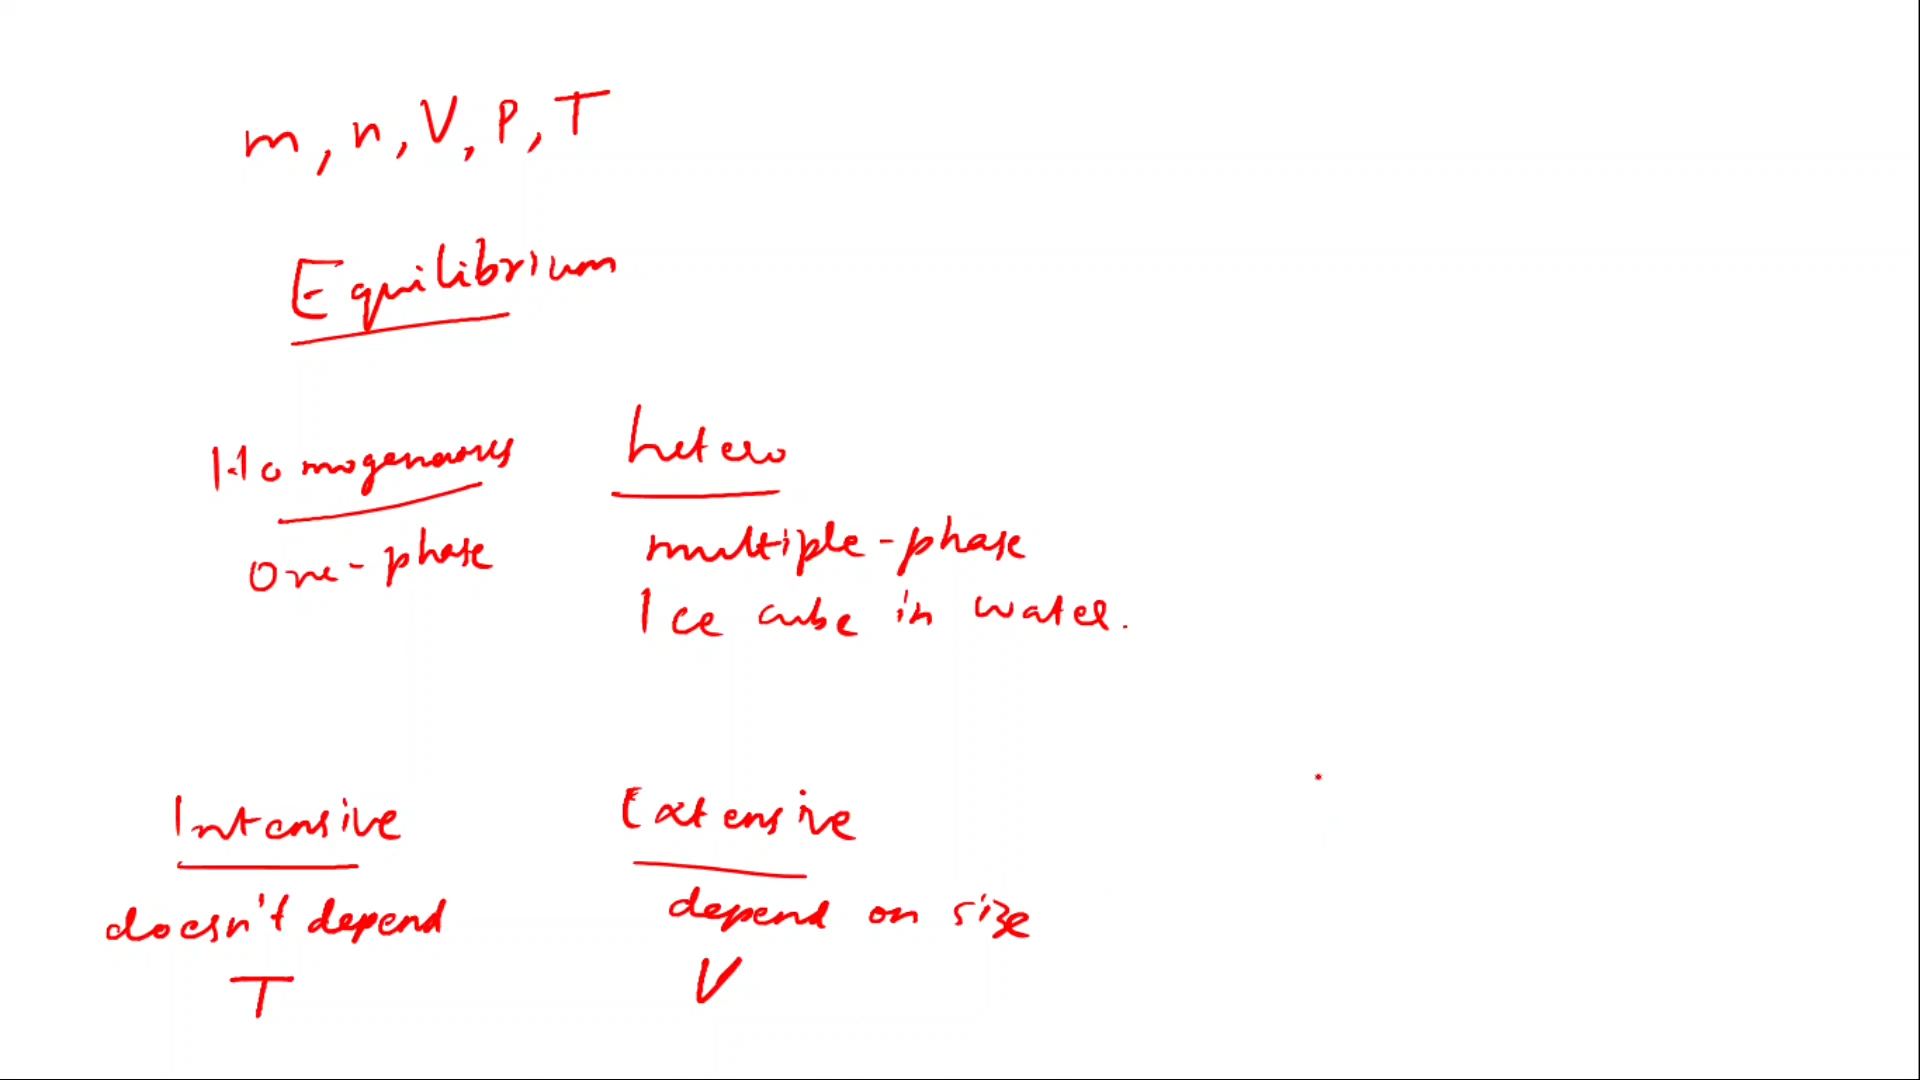 m, n, V, P, T
Equilibrium
Homogeneous hetero
one-phase multiple-phase
Ice cube in water.
Intensive Extensive
doesn't depend depend on size
T V